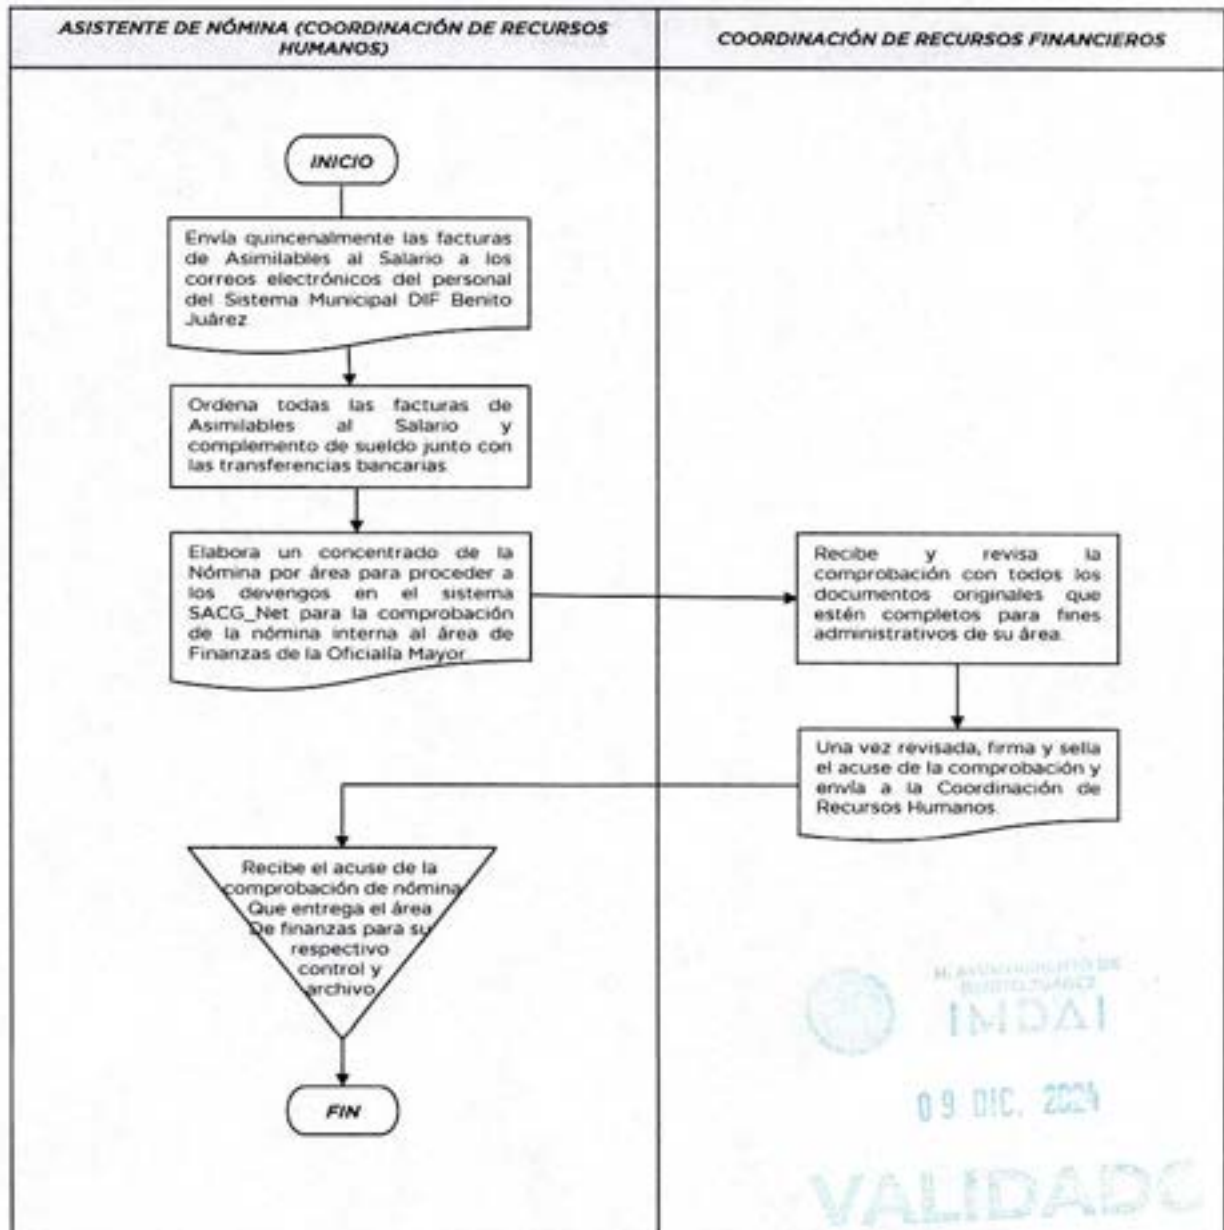 ASISTENTE DE NÓMINA (COORDINACIÓN DE RECURSOS
HUMANOS)
COORDINACIÓN DE RECURSOS FINANCIEROS
INICIO
Envía quincenalmente las facturas
de Asimilables al Salario a los
correos electrónicos del personal
del Sistema Municipal DIF Benito
Juárez
Ordena todas las facturas de
Asimilables al Salario y
complemento de sueldo junto con
las transferencias bancarias
Elabora un concentrado de la
Nómina por área para proceder a
los devengos en el sistema
SACG_Net para la comprobación
de la nómina interna al área de
Finanzas de la Oficialía Mayor
Recibe y revisa la
comprobación con todos los
documentos originales que
estén completos para fines
administrativos de su área.
Una vez revisada, firma y sella
el acuse de la comprobación y
envía a la Coordinación de
Recursos Humanos.
Recibe el acuse de la
comprobación de nómina
Que entrega el área
De finanzas para su
respectivo
control y
archivo
FIN
H. AYUNTAMIENTO DE
BENITO JUÁREZ
IMDAI
09 DIC. 2024
VALIDADO